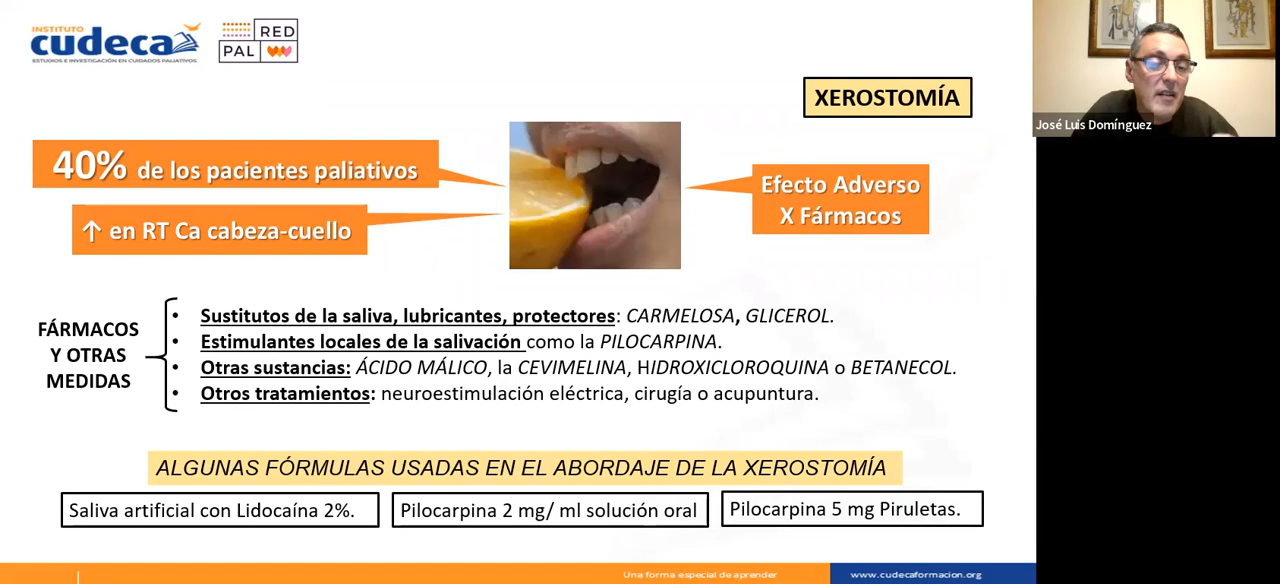 INSTITUTO
cudeca
ESTUDIOS E INVESTIGACIÓN EN CUIDADOS PALIATIVOS
RED
PAL
XEROSTOMÍA
José Luis Domínguez
40% de los pacientes paliativos
↑ en RT Ca cabeza-cuello
Efecto Adverso
X Fármacos
FÁRMACOS
Y OTRAS
MEDIDAS
• Sustitutos de la saliva, lubricantes, protectores: CARMELOSA, GLICEROL.
• Estimulantes locales de la salivación como la PILOCARPINA.
• Otras sustancias: ÁCIDO MÁLICO, la CEVIMELINA, HIDROXICLOROQUINA o BETANECOL.
• Otros tratamientos: neuroestimulación eléctrica, cirugía o acupuntura.
ALGUNAS FÓRMULAS USADAS EN EL ABORDAJE DE LA XEROSTOMÍA
Saliva artificial con Lidocaína 2%.
Pilocarpina 2 mg/ ml solución oral
Pilocarpina 5 mg Piruletas.
Una forma especial de aprender
www.cudecaformacion.org